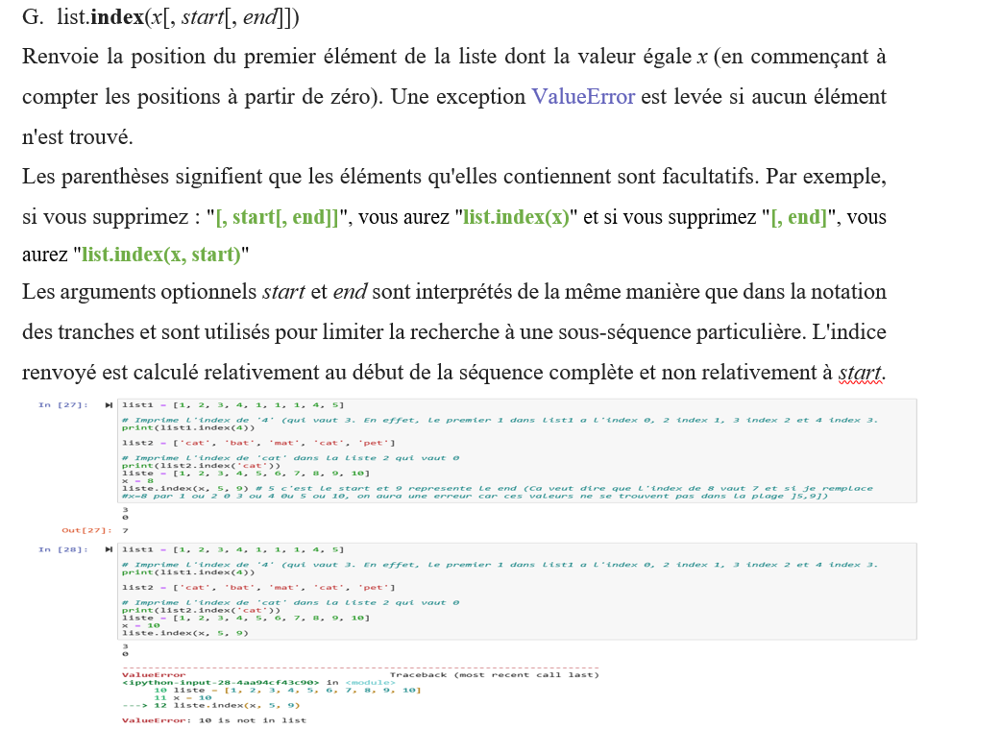 G. list.index(x[, start[, end]])
Renvoie la position du premier élément de la liste dont la valeur égale x (en commençant à
compter les positions à partir de zéro). Une exception ValueError est levée si aucun élément
n'est trouvé.
Les parenthèses signifient que les éléments qu'elles contiennent sont facultatifs. Par exemple,
si vous supprimez : "[, start[, end]]", vous aurez "list.index(x)" et si vous supprimez "[, end]", vous
aurez "list.index(x, start)"
Les arguments optionnels start et end sont interprétés de la même manière que dans la notation
des tranches et sont utilisés pour limiter la recherche à une sous-séquence particulière. L'indice
renvoyé est calculé relativement au début de la séquence complète et non relativement à start.
In [27]: list1 = [1, 2, 3, 4, 1, 1, 1, 4, 5]
# Imprime L'index de '4' (qui vaut 3. En effet, Le premier 1 dans List1 a L'index 0, 2 index 1, 3 index 2 et 4 index 3.
print(list1.index(4))
list2 = ['cat', 'bat', 'mat', 'cat', 'pet']
# Imprime L'index de 'cat' dans La Liste 2 qui vaut 0
print(list2.index('cat'))
liste = [1, 2, 3, 4, 5, 6, 7, 8, 9, 10]
x = 8
liste.index(x, 5, 9) # 5 c'est Le start et 9 represente Le end (Ca veut dire que L'index de 8 vaut 7 et si je remplace
#x=8 par 1 ou 2 0 3 ou 4 0u 5 ou 10, on aura une erreur car ces valeurs ne se trouvent pas dans La plage ]5,9])
3
0
Out[27]: 7
In [28]: list1 = [1, 2, 3, 4, 1, 1, 1, 4, 5]
# Imprime L'index de '4' (qui vaut 3. En effet, Le premier 1 dans List1 a L'index 0, 2 index 1, 3 index 2 et 4 index 3.
print(list1.index(4))
list2 = ['cat', 'bat', 'mat', 'cat', 'pet']
# Imprime L'index de 'cat' dans La Liste 2 qui vaut 0
print(list2.index('cat'))
liste = [1, 2, 3, 4, 5, 6, 7, 8, 9, 10]
x = 10
liste.index(x, 5, 9)
3
0
---------------------------------------------------------------------------
ValueError Traceback (most recent call last)
<ipython-input-28-4aa94cf43c90> in <module>
10 liste = [1, 2, 3, 4, 5, 6, 7, 8, 9, 10]
11 x = 10
---> 12 liste.index(x, 5, 9)
ValueError: 10 is not in list